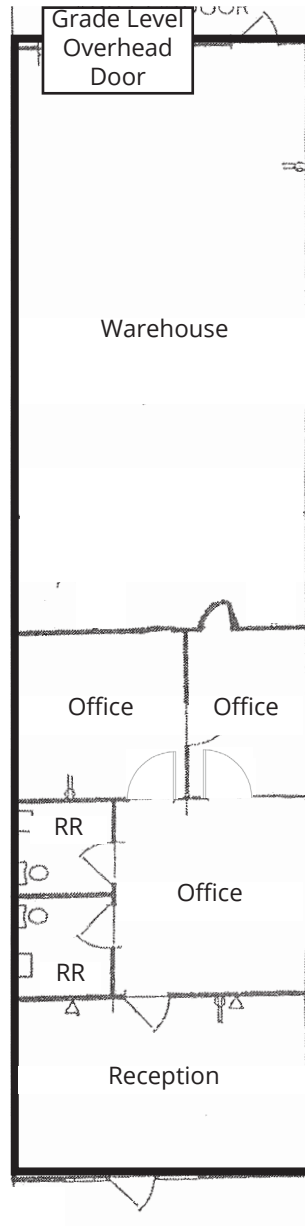 Grade Level
Overhead
Door
Warehouse
Office
Office
RR
Office
RR
Reception